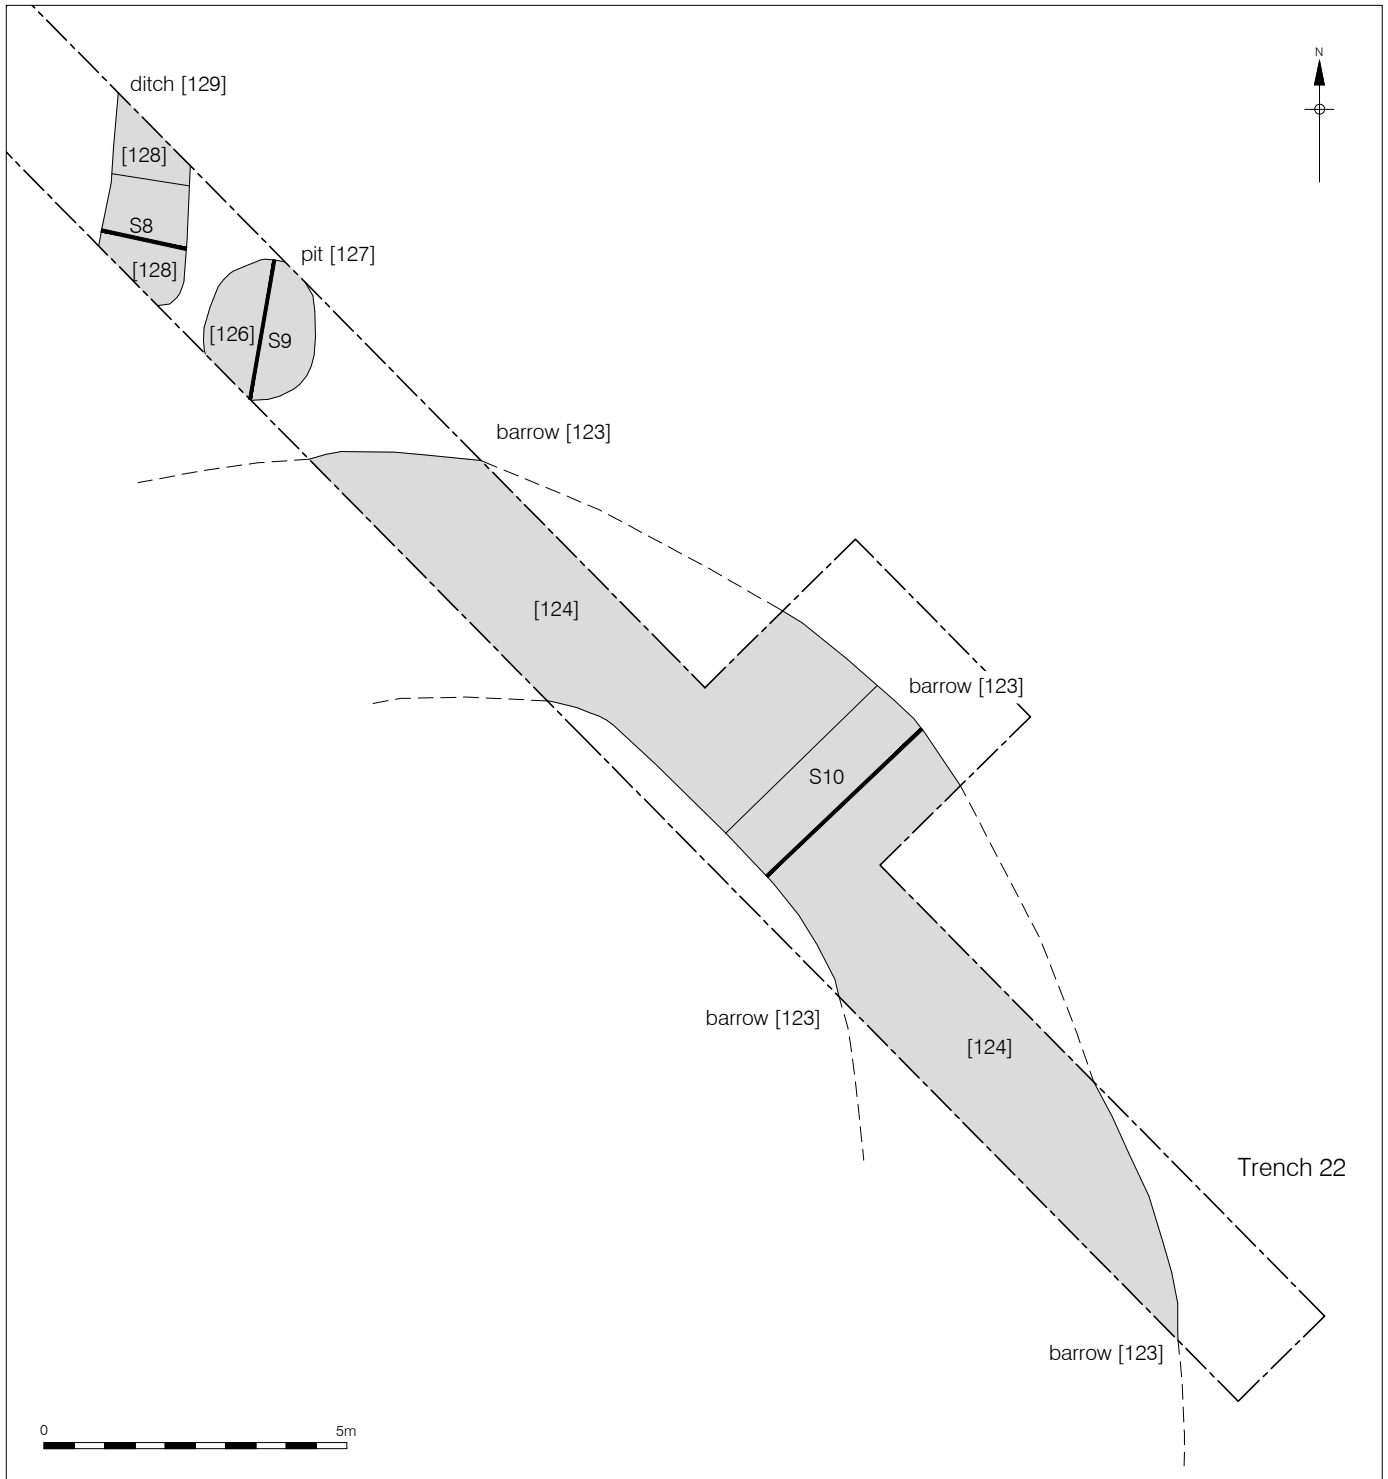 N
ditch [129]
[128]
S8
[128]
pit [127]
[126]
S9
barrow [123]
[124]
barrow [123]
S10
barrow [123]
[124]
Trench 22
barrow [123]
0 5m